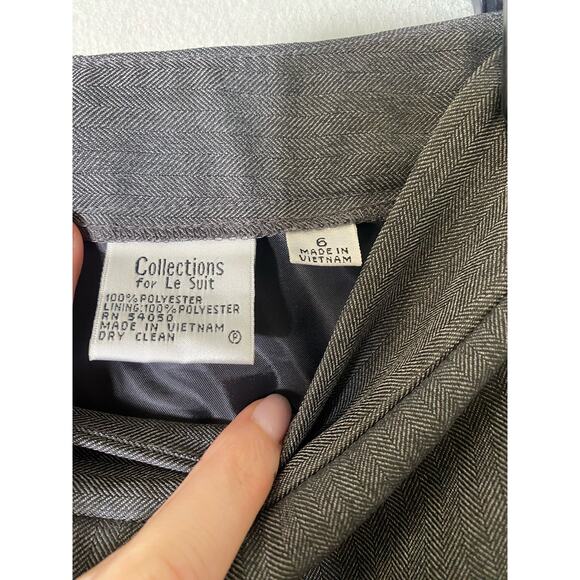 Collections
for Le Suit
100% POLYESTER
LINING: 100% POLYESTER
RN 54050
MADE IN VIETNAM
DRY CLEAN Ⓟ
6
MADE IN
VIETNAM